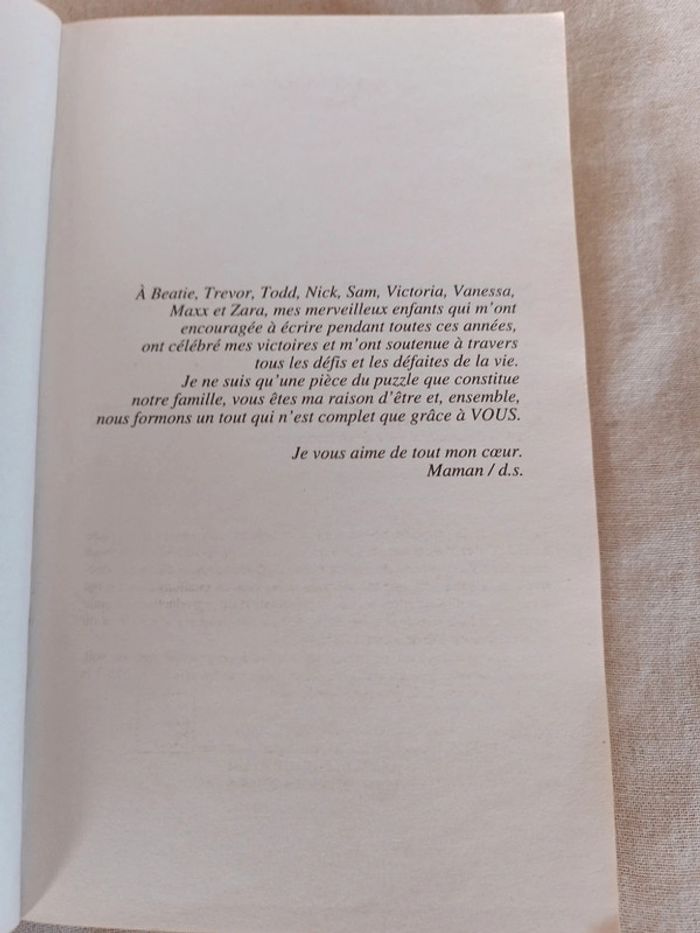 À Beatie, Trevor, Todd, Nick, Sam, Victoria, Vanessa,
Maxx et Zara, mes merveilleux enfants qui m'ont
encouragée à écrire pendant toutes ces années,
ont célébré mes victoires et m'ont soutenue à travers
tous les défis et les défaites de la vie.
Je ne suis qu'une pièce du puzzle que constitue
notre famille, vous êtes ma raison d'être et, ensemble,
nous formons un tout qui n'est complet que grâce à VOUS.
Je vous aime de tout mon cœur.
Maman / d.s.